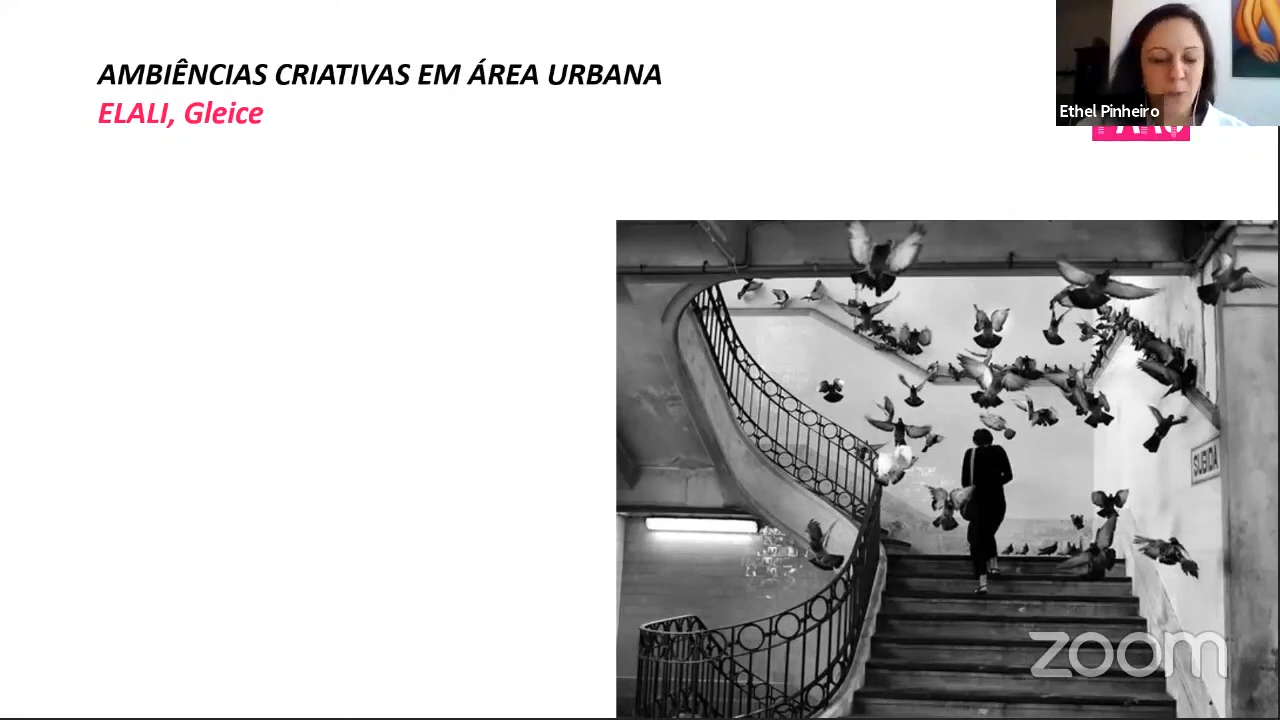 AMBIÊNCIAS CRIATIVAS EM ÁREA URBANA
ELALI, Gleice
Ethel Pinheiro
SUBIDA
zoom